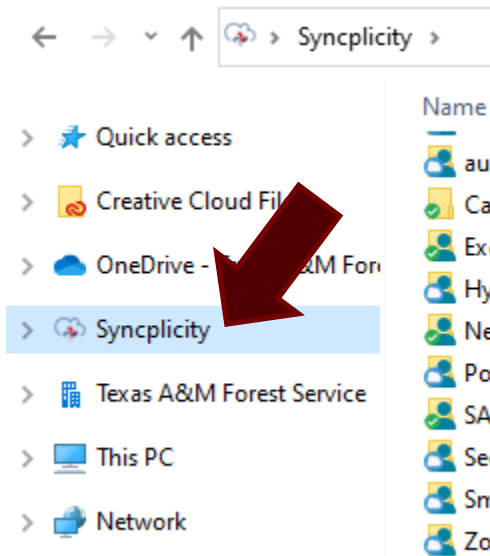 Syncplicity
Name
Quick access
au
Creative Cloud Fil
Ca
Ex
OneDrive - 
&M For
Hy
Syncplicity
Ne
Texas A&M Forest Service
Po
SA
This PC
Se
Sm
Network
Zo